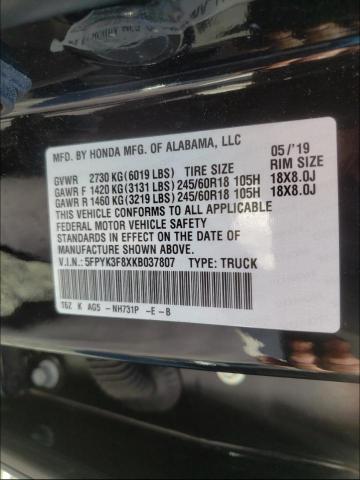 MFD. BY HONDA MFG. OF ALABAMA, LLC 05/'19
GVWR 2730 KG(6019 LBS) TIRE SIZE RIM SIZE
GAWR F 1420 KG(3131 LBS) 245/60R18 105H 18X8.0J
GAWR R 1460 KG(3219 LBS) 245/60R18 105H 18X8.0J
THIS VEHICLE CONFORMS TO ALL APPLICABLE
FEDERAL MOTOR VEHICLE SAFETY
STANDARDS IN EFFECT ON THE DATE OF
MANUFACTURE SHOWN ABOVE.
V.I.N.: 5FPYK3F8XKB037807 TYPE: TRUCK
T6Z K AG5 -NH731P -E -B